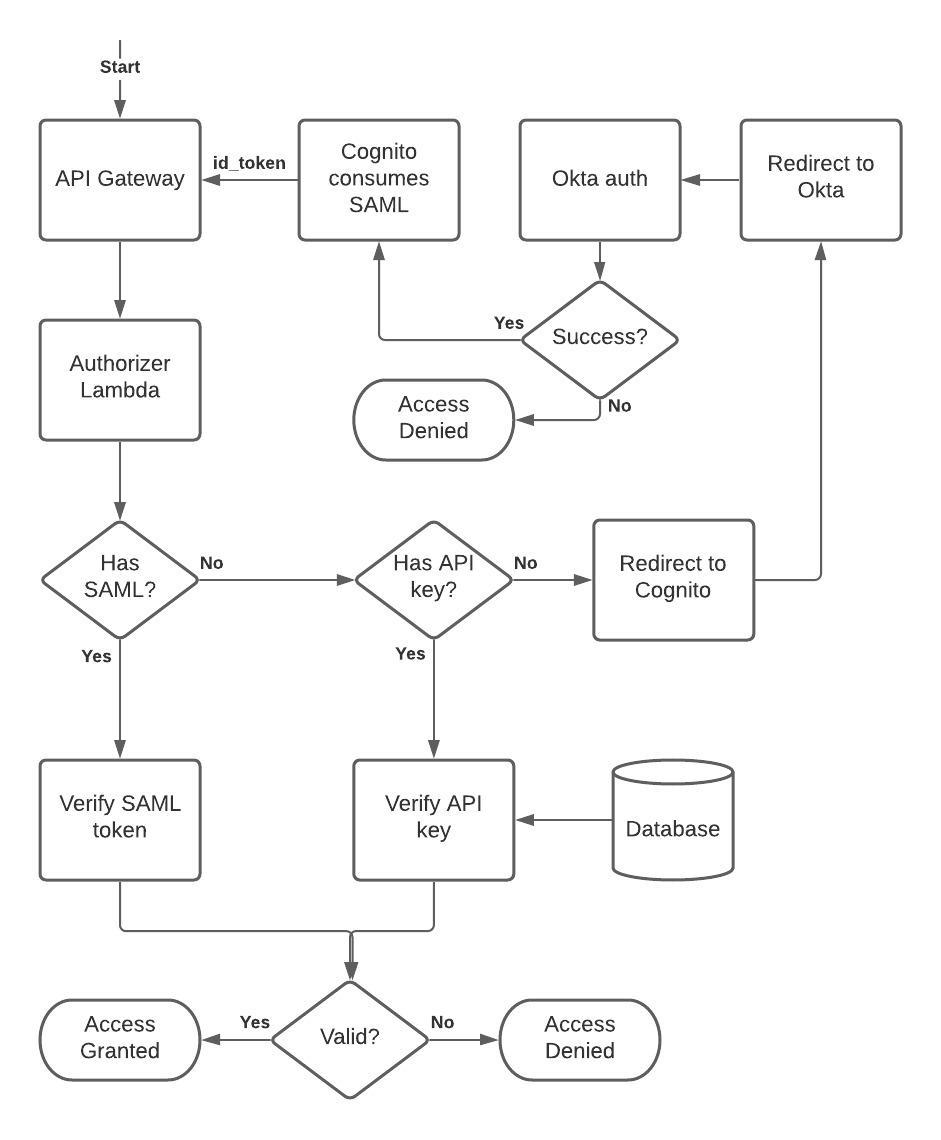 Start
API Gateway
id_token
Cognito
consumes
SAML
Okta auth
Redirect to
Okta
Authorizer
Lambda
Yes
Success?
No
Access
Denied
Has
SAML?
No
Has API
key?
No
Redirect to
Cognito
Yes
Yes
Verify SAML
token
Verify API
key
Database
Access
Granted
Yes
Valid?
No
Access
Denied